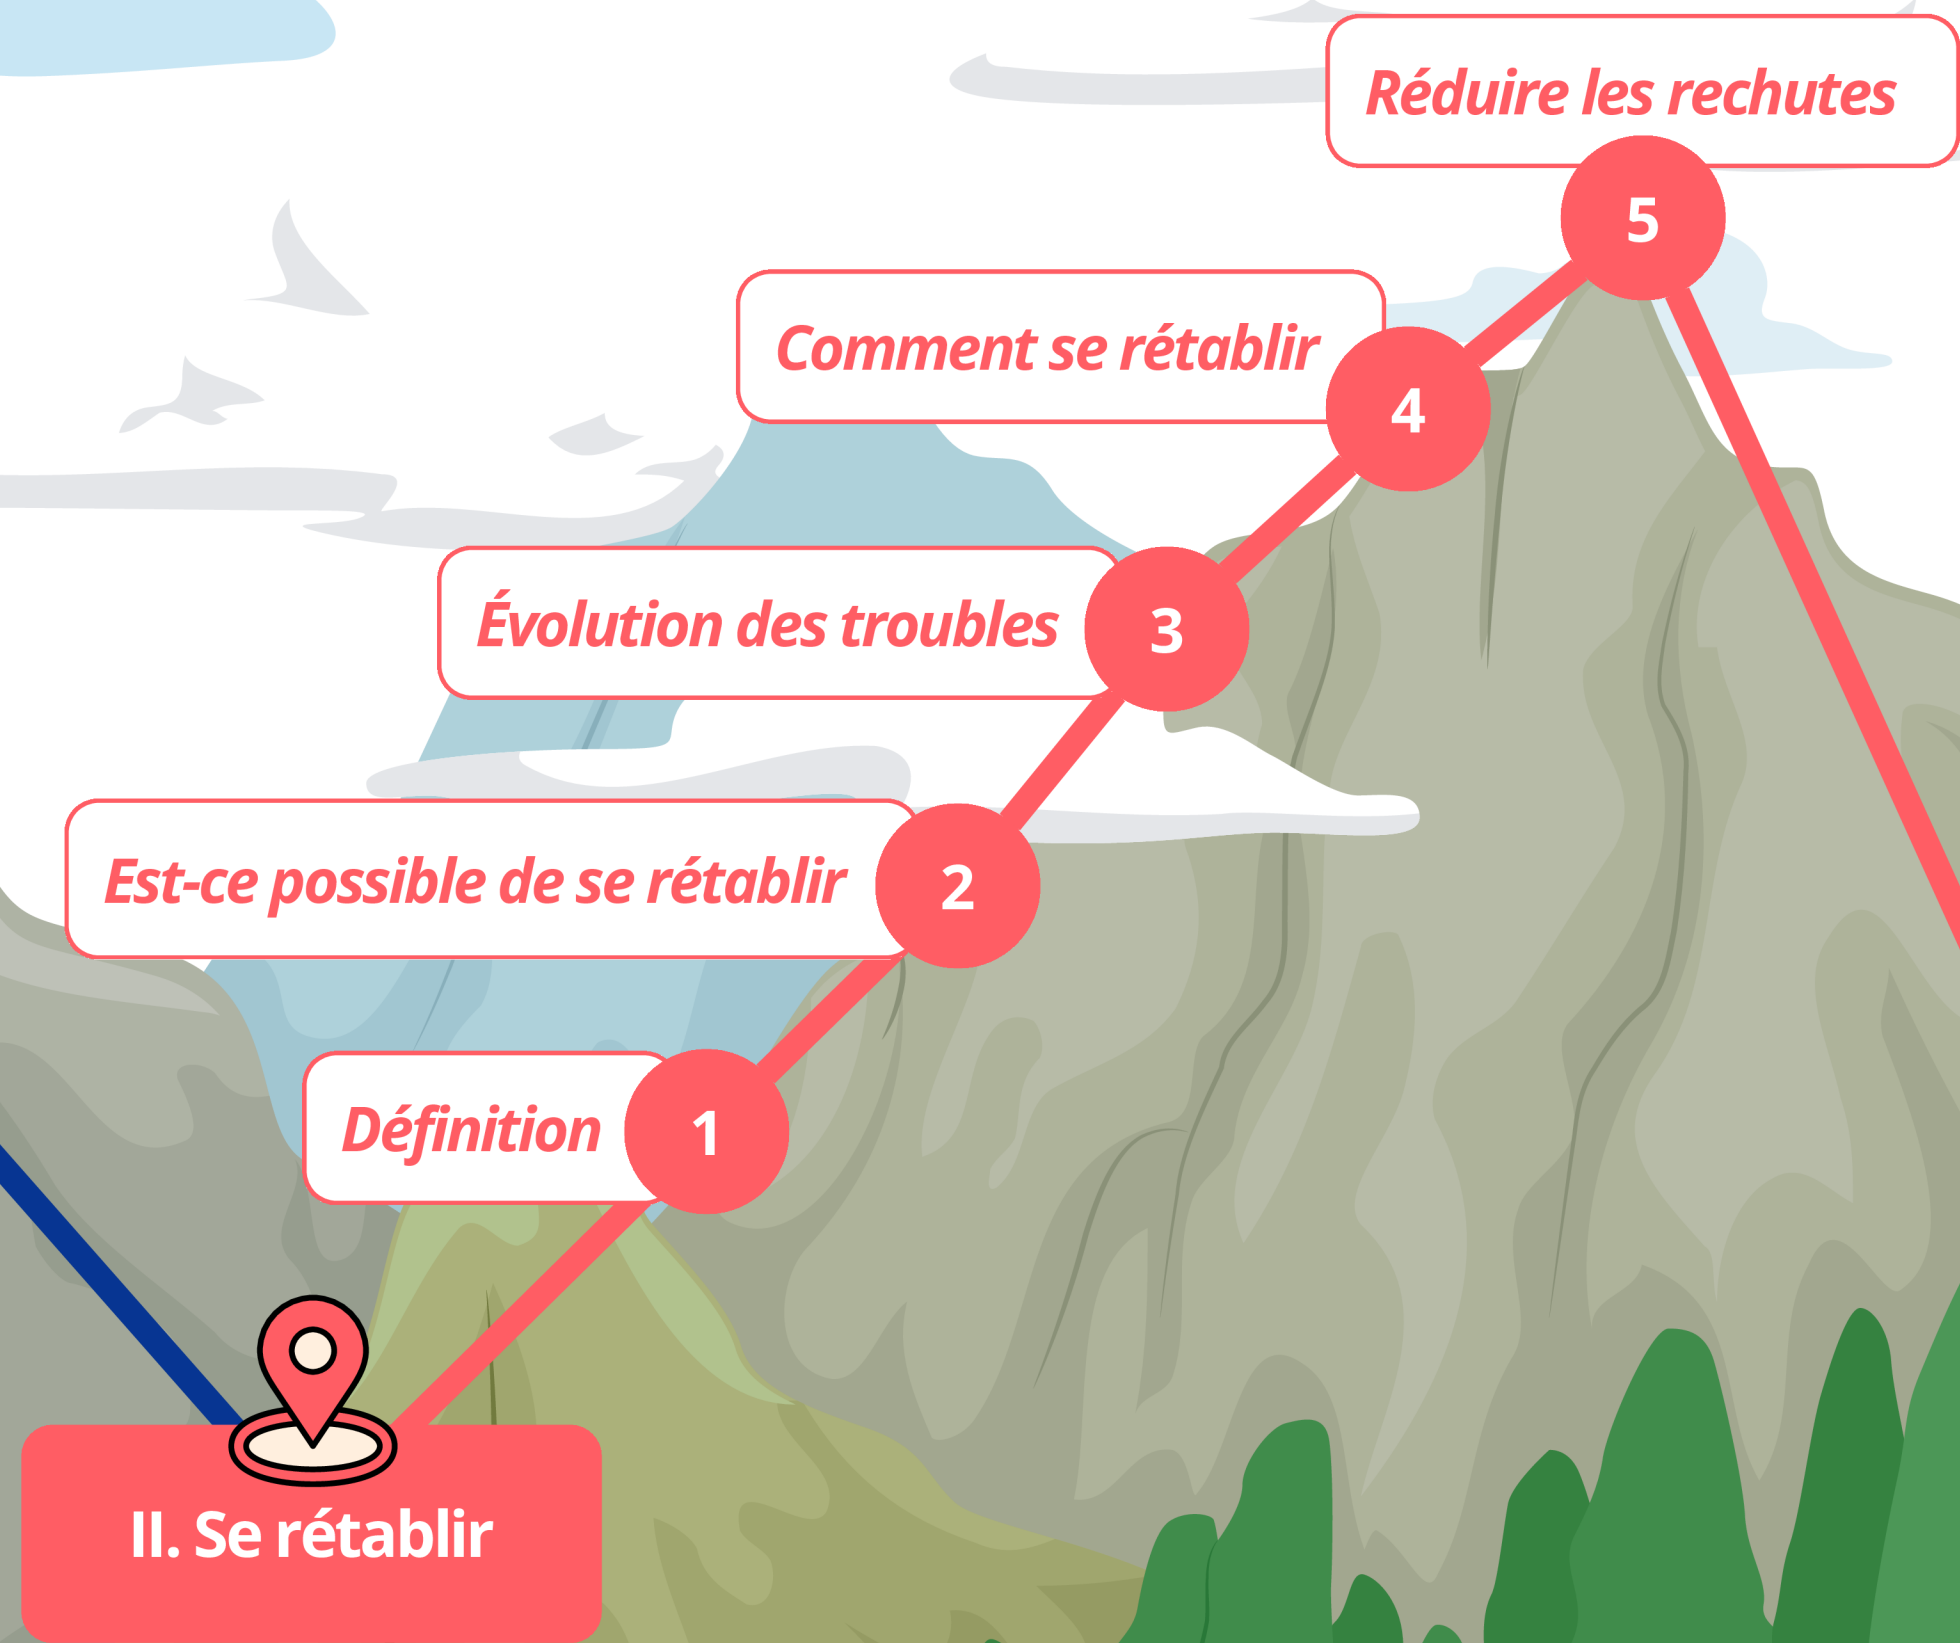 Réduire les rechutes
5
Comment se rétablir
4
Évolution des troubles
3
Est-ce possible de se rétablir
2
Définition
1
II. Se rétablir